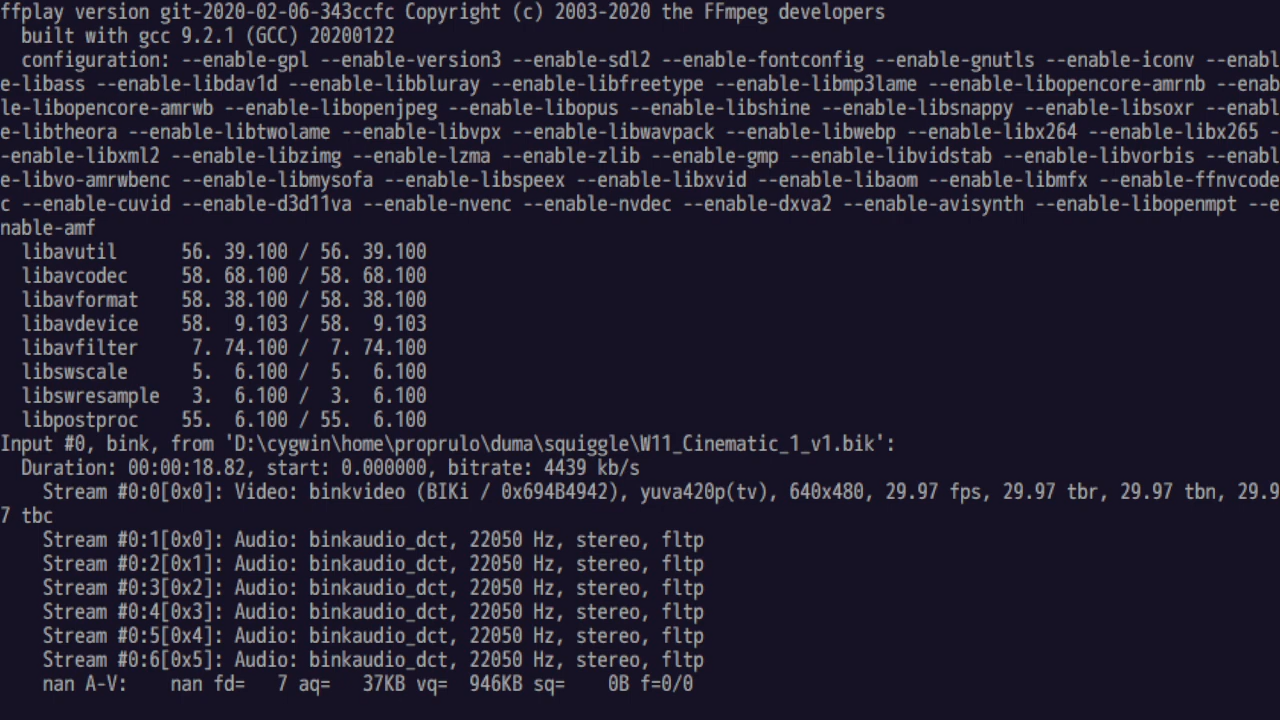 ffplay version git-2020-02-06-343ccfc Copyright (c) 2003-2020 the FFmpeg developers
  built with gcc 9.2.1 (GCC) 20200122
  configuration: --enable-gpl --enable-version3 --enable-sdl2 --enable-fontconfig --enable-gnutls --enable-iconv --enabl
e-libass --enable-libdav1d --enable-libbluray --enable-libfreetype --enable-libmp3lame --enable-libopencore-amrnb --enab
le-libopencore-amrwb --enable-libopenjpeg --enable-libopus --enable-libshine --enable-libsnappy --enable-libsoxr --enabl
e-libtheora --enable-libtwolame --enable-libvpx --enable-libwavpack --enable-libwebp --enable-libx264 --enable-libx265 -
-enable-libxml2 --enable-libzimg --enable-lzma --enable-zlib --enable-gmp --enable-libvidstab --enable-libvorbis --enabl
e-libvo-amrwbenc --enable-libmysofa --enable-libspeex --enable-libxvid --enable-libaom --enable-libmfx --enable-ffnvcode
c --enable-cuvid --enable-d3d11va --enable-nvenc --enable-nvdec --enable-dxva2 --enable-avisynth --enable-libopenmpt --e
nable-amf
  libavutil      56. 39.100 / 56. 39.100
  libavcodec     58. 68.100 / 58. 68.100
  libavformat    58. 38.100 / 58. 38.100
  libavdevice    58.  9.103 / 58.  9.103
  libavfilter     7. 74.100 /  7. 74.100
  libswscale      5.  6.100 /  5.  6.100
  libswresample   3.  6.100 /  3.  6.100
  libpostproc    55.  6.100 / 55.  6.100
Input #0, bink, from 'D:\cygwin\home\proprulo\duma\squiggle\W11_Cinematic_1_v1.bik':
  Duration: 00:00:18.82, start: 0.000000, bitrate: 4439 kb/s
    Stream #0:0[0x0]: Video: binkvideo (BIKi / 0x694B4942), yuva420p(tv), 640x480, 29.97 fps, 29.97 tbr, 29.97 tbn, 29.9
7 tbc
    Stream #0:1[0x0]: Audio: binkaudio_dct, 22050 Hz, stereo, fltp
    Stream #0:2[0x1]: Audio: binkaudio_dct, 22050 Hz, stereo, fltp
    Stream #0:3[0x2]: Audio: binkaudio_dct, 22050 Hz, stereo, fltp
    Stream #0:4[0x3]: Audio: binkaudio_dct, 22050 Hz, stereo, fltp
    Stream #0:5[0x4]: Audio: binkaudio_dct, 22050 Hz, stereo, fltp
    Stream #0:6[0x5]: Audio: binkaudio_dct, 22050 Hz, stereo, fltp
    nan A-V:    nan fd=   7 aq=   37KB vq=  946KB sq=    0B f=0/0